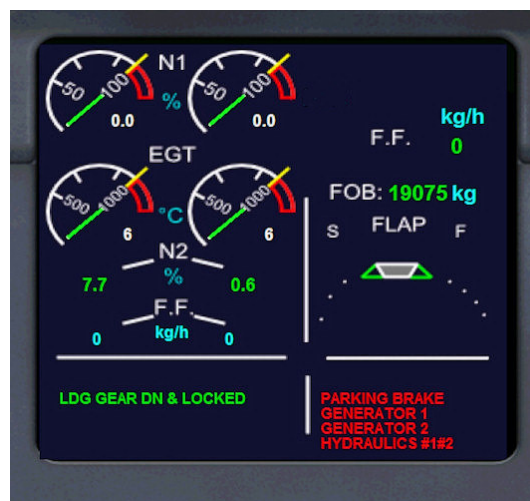 N1
50
100
50
100
%
0.0
0.0
kg/h
F.F.
0
EGT
500
1000
500
1000
°C
6
6
FOB: 19075 kg
S
FLAP
F
N2
%
7.7
0.6
F.F.
kg/h
0
0
LDG GEAR DN & LOCKED
PARKING BRAKE
GENERATOR 1
GENERATOR 2
HYDRAULICS #1#2